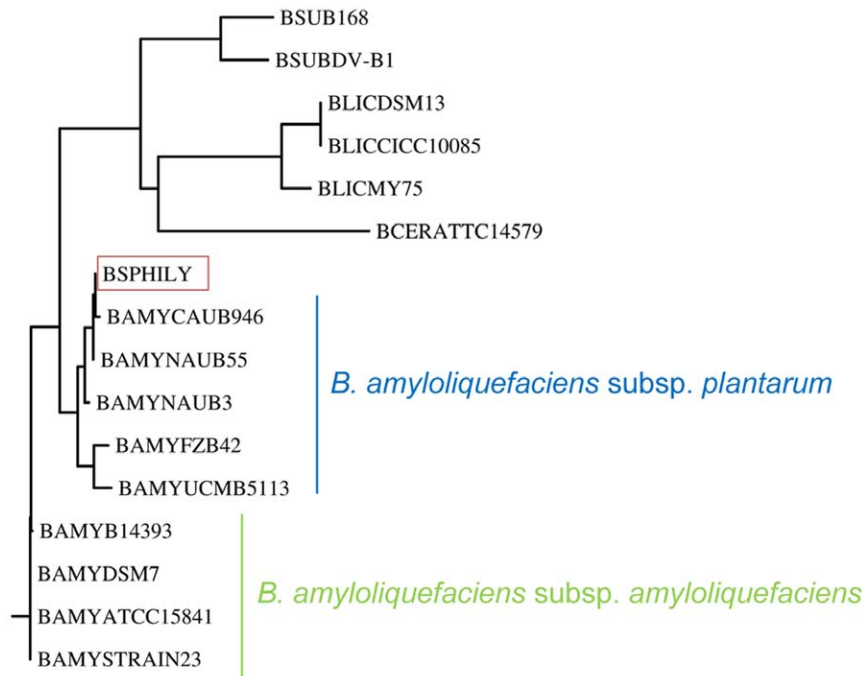 BSUB168
BSUBDV-B1
BLICDSM13
BLICCICC10085
BLICMY75
BCERATTC14579
BSPHILY
BAMYCAUB946
BAMYNAUB55
BAMYNAUB3
BAMYFZB42
BAMYUCMB5113
B. amyloliquefaciens subsp. plantarum
BAMYB14393
BAMYDSM7
BAMYATCC15841
BAMYSTRAIN23
B. amyloliquefaciens subsp. amyloliquefaciens